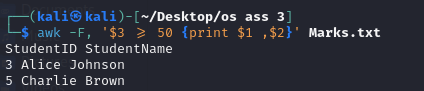 ┌──(kali㉿kali)-[~/Desktop/os ass 3]
└─$ awk -F, '$3 ≥ 50 {print $1 ,$2}' Marks.txt
StudentID StudentName
3 Alice Johnson
5 Charlie Brown